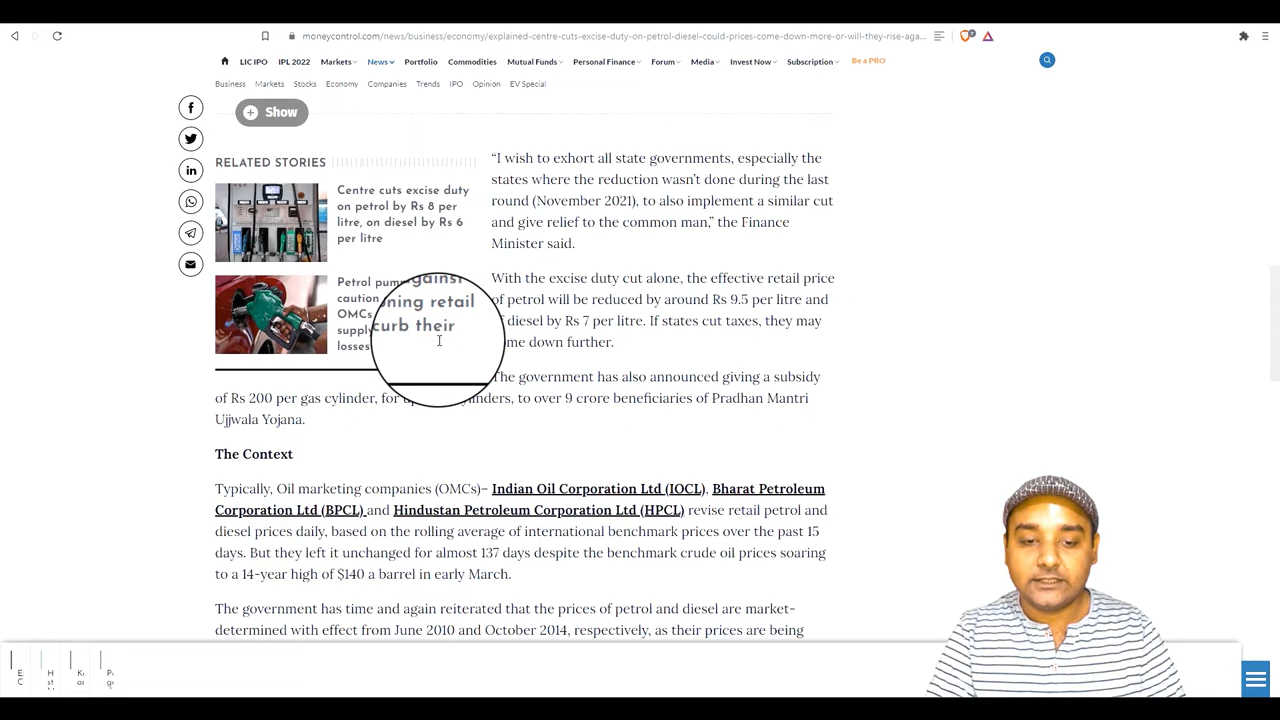 moneycontrol.com/news/business/economy/explained-centre-cuts-excise-duty-on-petrol-diesel-could-prices-come-down-more-or-will-they-rise-aga...
LIC IPO IPL 2022 Markets News Portfolio Commodities Mutual Funds Personal Finance Forum Media Invest Now Subscription Be a PRO
Business Markets Stocks Economy Companies Trends IPO Opinion EV Special
Show
RELATED STORIES
Centre cuts excise duty
on petrol by Rs 8 per
litre, on diesel by Rs 6
per litre
Petrol pum
caution
OMCs
supply
losses
against
ning retail
curb their
“I wish to exhort all state governments, especially the
states where the reduction wasn’t done during the last
round (November 2021), to also implement a similar cut
and give relief to the common man,” the Finance
Minister said.
With the excise duty cut alone, the effective retail price
of petrol will be reduced by around Rs 9.5 per litre and
diesel by Rs 7 per litre. If states cut taxes, they may
me down further.
The government has also announced giving a subsidy
of Rs 200 per gas cylinder, for up inders, to over 9 crore beneficiaries of Pradhan Mantri
Ujjwala Yojana.
The Context
Typically, Oil marketing companies (OMCs)– Indian Oil Corporation Ltd (IOCL), Bharat Petroleum
Corporation Ltd (BPCL) and Hindustan Petroleum Corporation Ltd (HPCL) revise retail petrol and
diesel prices daily, based on the rolling average of international benchmark prices over the past 15
days. But they left it unchanged for almost 137 days despite the benchmark crude oil prices soaring
to a 14-year high of $140 a barrel in early March.
The government has time and again reiterated that the prices of petrol and diesel are market-
determined with effect from June 2010 and October 2014, respectively, as their prices are being